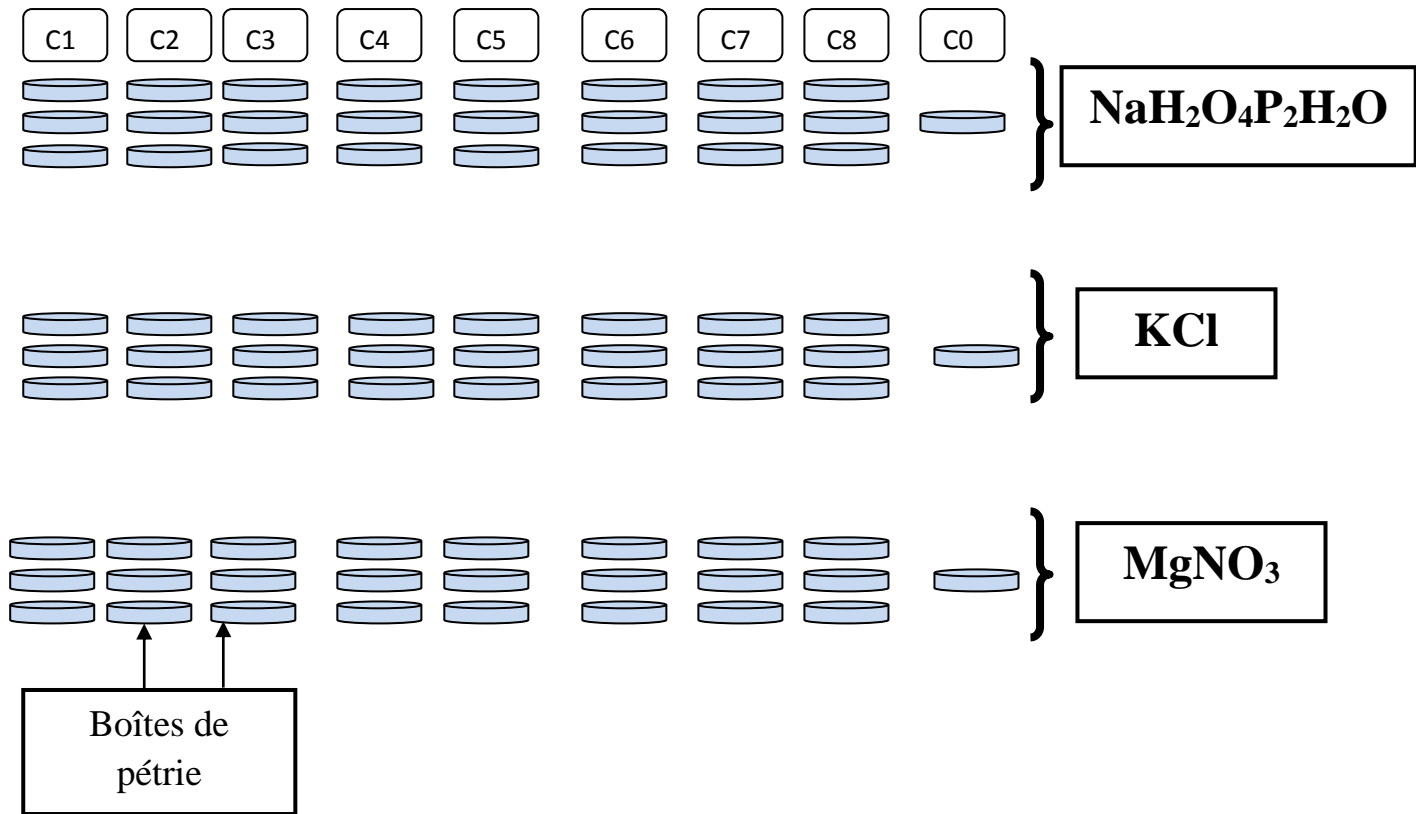 C1 C2 C3 C4 C5 C6 C7 C8 C0
NaH₂O₄P₂H₂O
KCl
MgNO₃
Boîtes de
pétrie